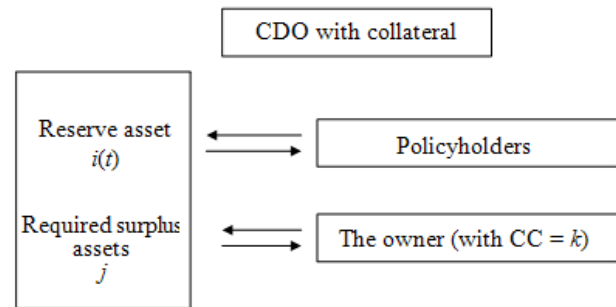 CDO with collateral
Reserve asset
i(t)
Policyholders
Required surplus
assets
j
The owner (with CC = k)